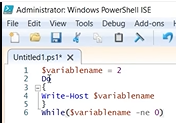 Administrator: Windows PowerShell ISE
File Edit View Tools Debug Add-ons Help
Untitled1.ps1* X
1 $variablename = 2
2 Do
3 {
4 Write-Host $variablename
5 }
6 While($variablename -ne 0)